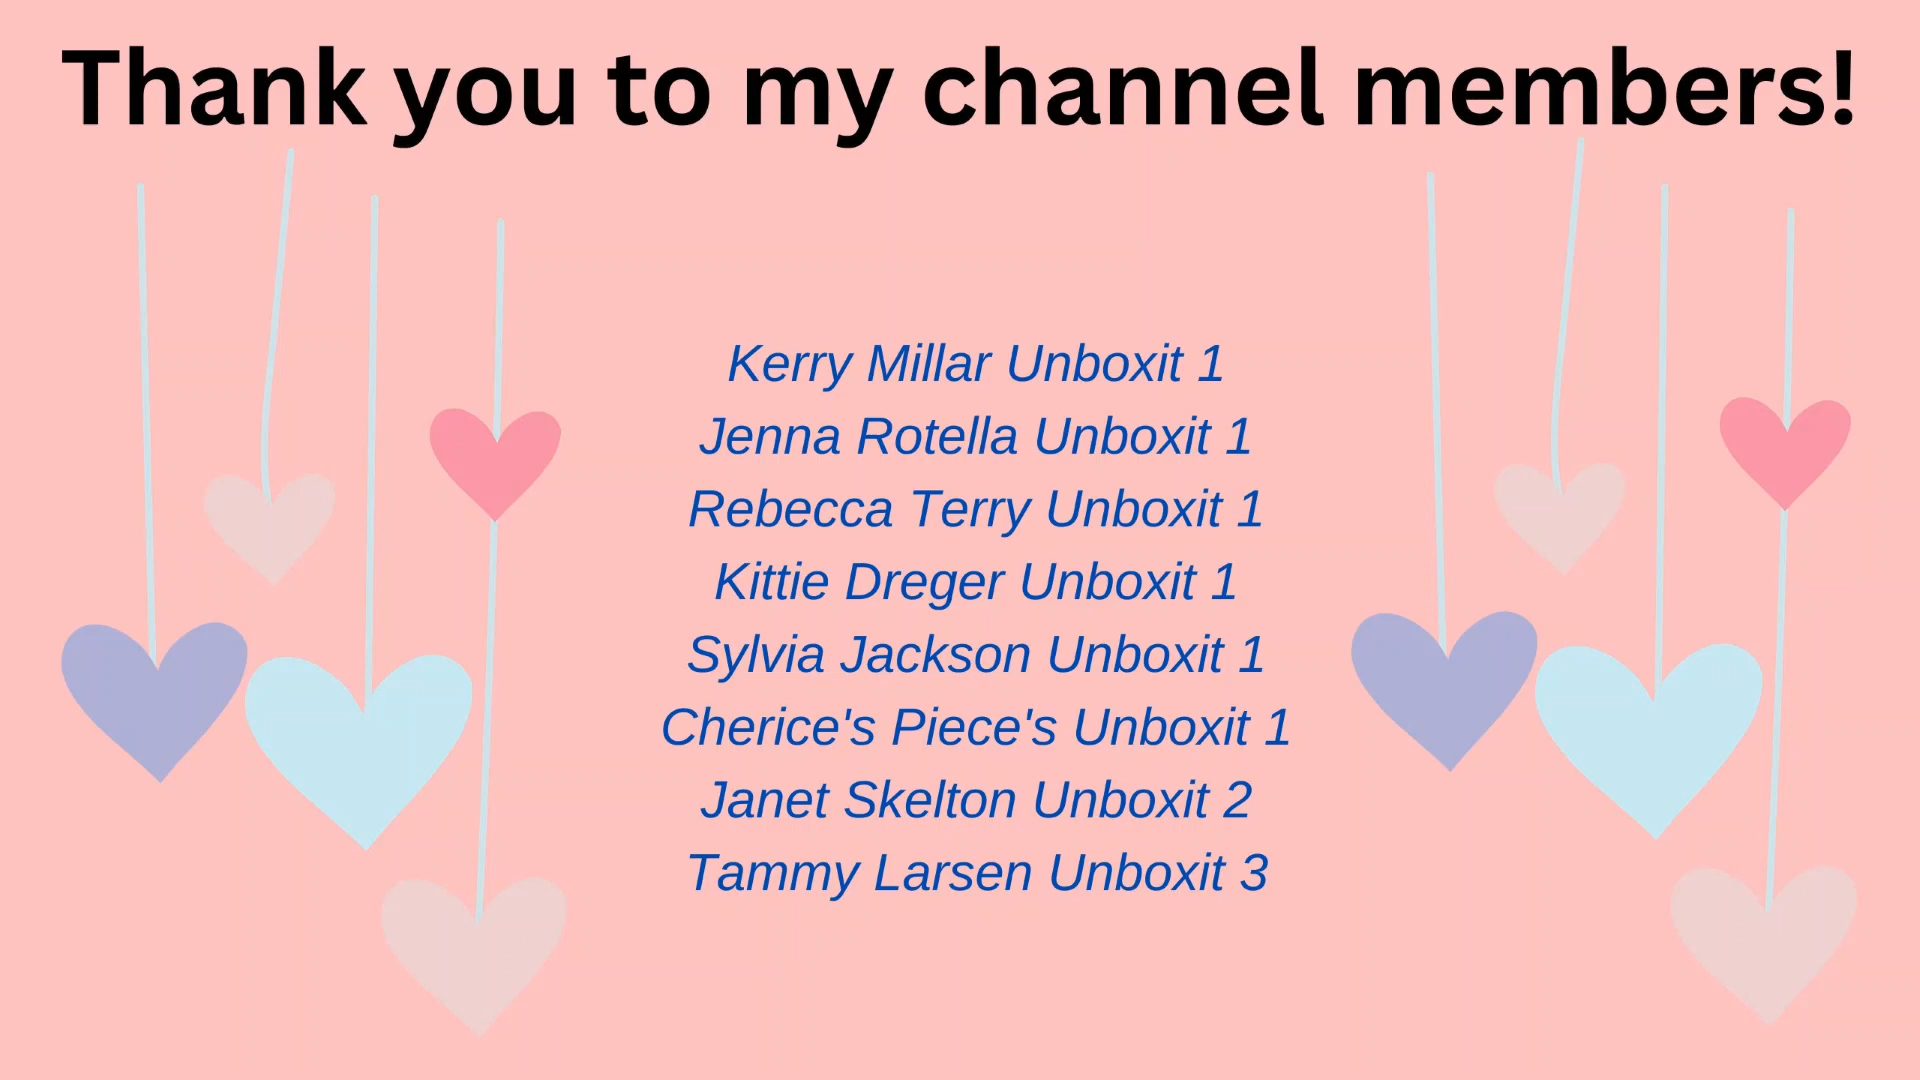 Thank you to my channel members!
Kerry Millar Unboxit 1
Jenna Rotella Unboxit 1
Rebecca Terry Unboxit 1
Kittie Dreger Unboxit 1
Sylvia Jackson Unboxit 1
Cherice's Piece's Unboxit 1
Janet Skelton Unboxit 2
Tammy Larsen Unboxit 3